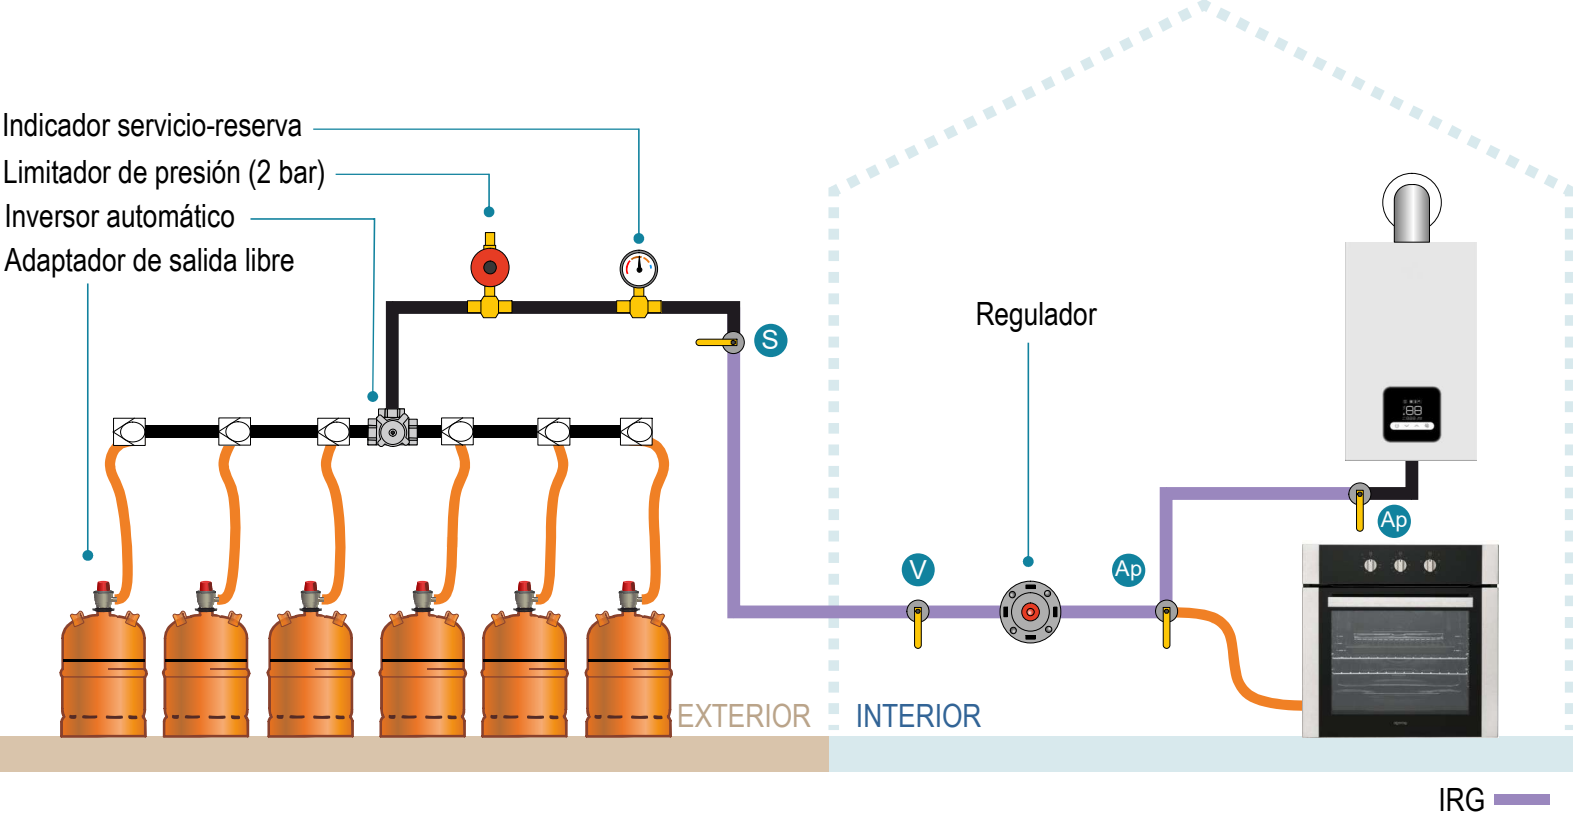 Indicador servicio-reserva
Limitador de presión (2 bar)
Inversor automático
Adaptador de salida libre
S
Regulador
88
Ap
V
Ap
EXTERIOR
INTERIOR
IRG